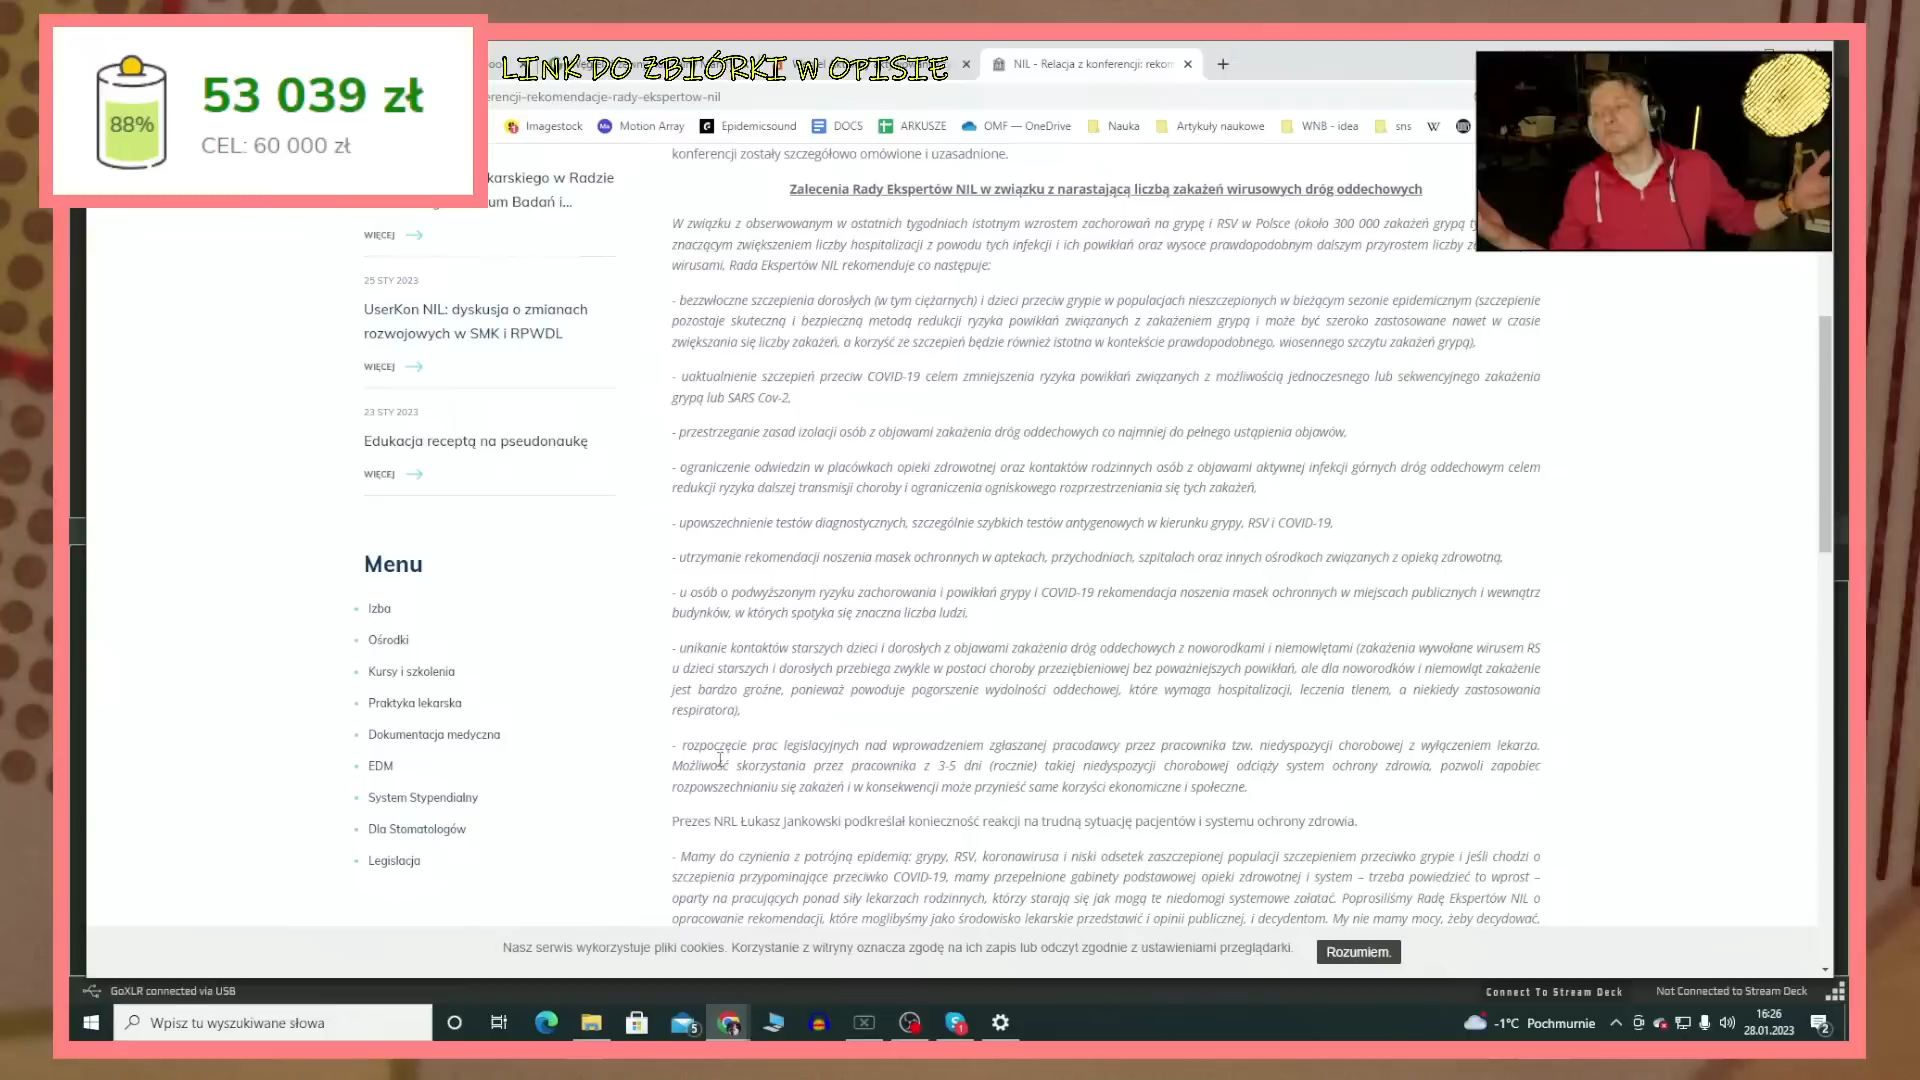 53 039 zł
88%
CEL: 60 000 zł
LINK DO ZBIÓRKI W OPISIE
NIL - Relacja z konferencji: rekom
erencji-rekomendacje-rady-ekspertow-nil
Imagestock
Motion Array
Epidemicsound
DOCS
ARKUSZE
OMF — OneDrive
Nauka
Artykuły naukowe
WNB - idea
sns
karskiego w Radzie
um Badań i...
WIĘCEJ
25 STY 2023
UserKon NIL: dyskusja o zmianach
rozwojowych w SMK i RPWDL
WIĘCEJ
23 STY 2023
Edukacja receptą na pseudonaukę
WIĘCEJ
Menu
Izba
Ośrodki
Kursy i szkolenia
Praktyka lekarska
Dokumentacja medyczna
EDM
System Stypendialny
Dla Stomatologów
Legislacja
konferencji zostały szczegółowo omówione i uzasadnione.
Zalecenia Rady Ekspertów NIL w związku z narastającą liczbą zakażeń wirusowych dróg oddechowych
W związku z obserwowanym w ostatnich tygodniach istotnym wzrostem zachorowań na grypę i RSV w Polsce (około 300 000 zakażeń grypą
znaczącym zwiększeniem liczby hospitalizacji z powodu tych infekcji i ich powikłań oraz wysoce prawdopodobnym dalszym przyrostem liczby
wirusami, Rada Ekspertów NIL rekomenduje co następuje:
- bezzwłoczne szczepienia dorosłych (w tym ciężarnych) i dzieci przeciw grypie w populacjach nieszczepionych w bieżącym sezonie epidemicznym (szczepienie
pozostaje skuteczną i bezpieczną metodą redukcji ryzyka powikłań związanych z zakażeniem grypą i może być szeroko zastosowane nawet w czasie
zwiększania się liczby zakażeń, a korzyść ze szczepień będzie również istotna w kontekście prawdopodobnego, wiosennego szczytu zakażeń grypą).
- uaktualnienie szczepień przeciw COVID-19 celem zmniejszenia ryzyka powikłań związanych z możliwością jednoczesnego lub sekwencyjnego zakażenia
grypą lub SARS Cov-2,
- przestrzeganie zasad izolacji osób z objawami zakażenia dróg oddechowych co najmniej do pełnego ustąpienia objawów,
- ograniczenie odwiedzin w placówkach opieki zdrowotnej oraz kontaktów rodzinnych osób z objawami aktywnej infekcji górnych dróg oddechowym celem
redukcji ryzyka dalszej transmisji choroby i ograniczenia ogniskowego rozprzestrzeniania się tych zakażeń,
- upowszechnienie testów diagnostycznych, szczególnie szybkich testów antygenowych w kierunku grypy, RSV i COVID-19,
- utrzymanie rekomendacji noszenia masek ochronnych w aptekach, przychodniach, szpitalach oraz innych ośrodkach związanych z opieką zdrowotną,
- u osób o podwyższonym ryzyku zachorowania i powikłań grypy i COVID-19 rekomendacja noszenia masek ochronnych w miejscach publicznych i wewnątrz
budynków, w których spotyka się znaczna liczba ludzi,
- unikanie kontaktów starszych dzieci i dorosłych z objawami zakażenia dróg oddechowych z noworodkami i niemowlętami (zakażenia wywołane wirusem RS
u dzieci starszych i dorosłych przebiega zwykle w postaci choroby przeziębieniowej bez poważniejszych powikłań, ale dla noworodków i niemowląt zakażenie
jest bardzo groźne, ponieważ powoduje pogorszenie wydolności oddechowej, które wymaga hospitalizacji, leczenia tlenem, a niekiedy zastosowania
respiratora),
- rozpoczęcie prac legislacyjnych nad wprowadzeniem zgłaszanej pracodawcy przez pracownika tzw. niedyspozycji chorobowej z wyłączeniem lekarza.
Możliwość skorzystania przez pracownika z 3-5 dni (rocznie) takiej niedyspozycji chorobowej odciąży system ochrony zdrowia, pozwoli zapobiec
rozpowszechnianiu się zakażeń i w konsekwencji może przynieść same korzyści ekonomiczne i społeczne.
Prezes NRL Łukasz Jankowski podkreślał konieczność reakcji na trudną sytuację pacjentów i systemu ochrony zdrowia.
- Mamy do czynienia z potrójną epidemią: grypy, RSV, koronawirusa i niski odsetek zaszczepionej populacji szczepieniem przeciwko grypie i jeśli chodzi o
szczepienia przypominające przeciwko COVID-19, mamy przepełnione gabinety podstawowej opieki zdrowotnej i system – trzeba powiedzieć to wprost –
oparty na pracujących ponad siły lekarzach rodzinnych, którzy starają się jak mogą te niedomogi systemowe załatać. Poprosiliśmy Radę Ekspertów NIL o
opracowanie rekomendacji, które moglibyśmy jako środowisko lekarskie przedstawić i opinii publicznej, i decydentom. My nie mamy mocy, żeby decydować,
Nasz serwis wykorzystuje pliki cookies. Korzystanie z witryny oznacza zgodę na ich zapis lub odczyt zgodnie z ustawieniami przeglądarki.
Rozumiem.
GoXLR connected via USB
Connect To Stream Deck
Not Connected to Stream Deck
Wpisz tu wyszukiwane słowa
5
1
-1°C Pochmurnie
16:26
28.01.2023
2